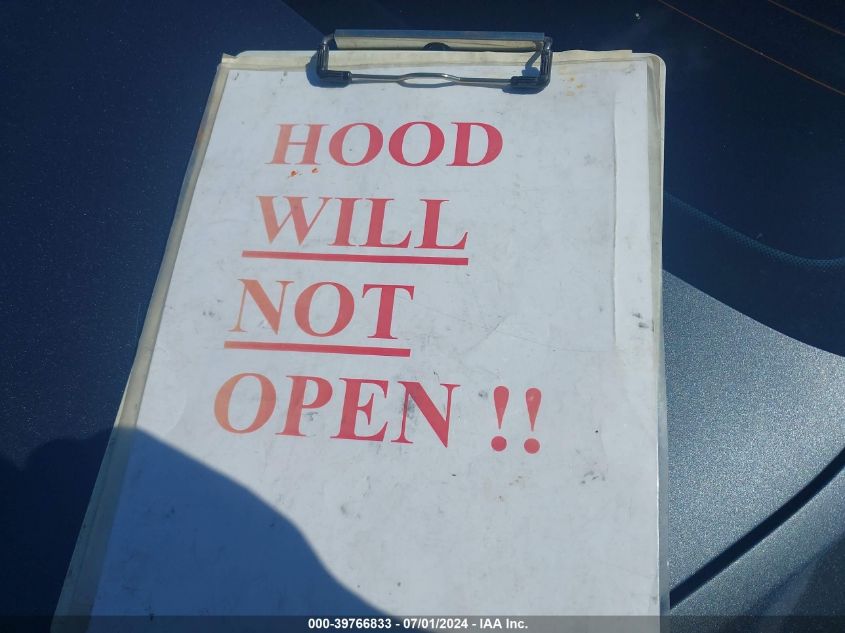 HOOD
WILL
NOT
OPEN !!
000-39766833 - 07/01/2024 - IAA Inc.